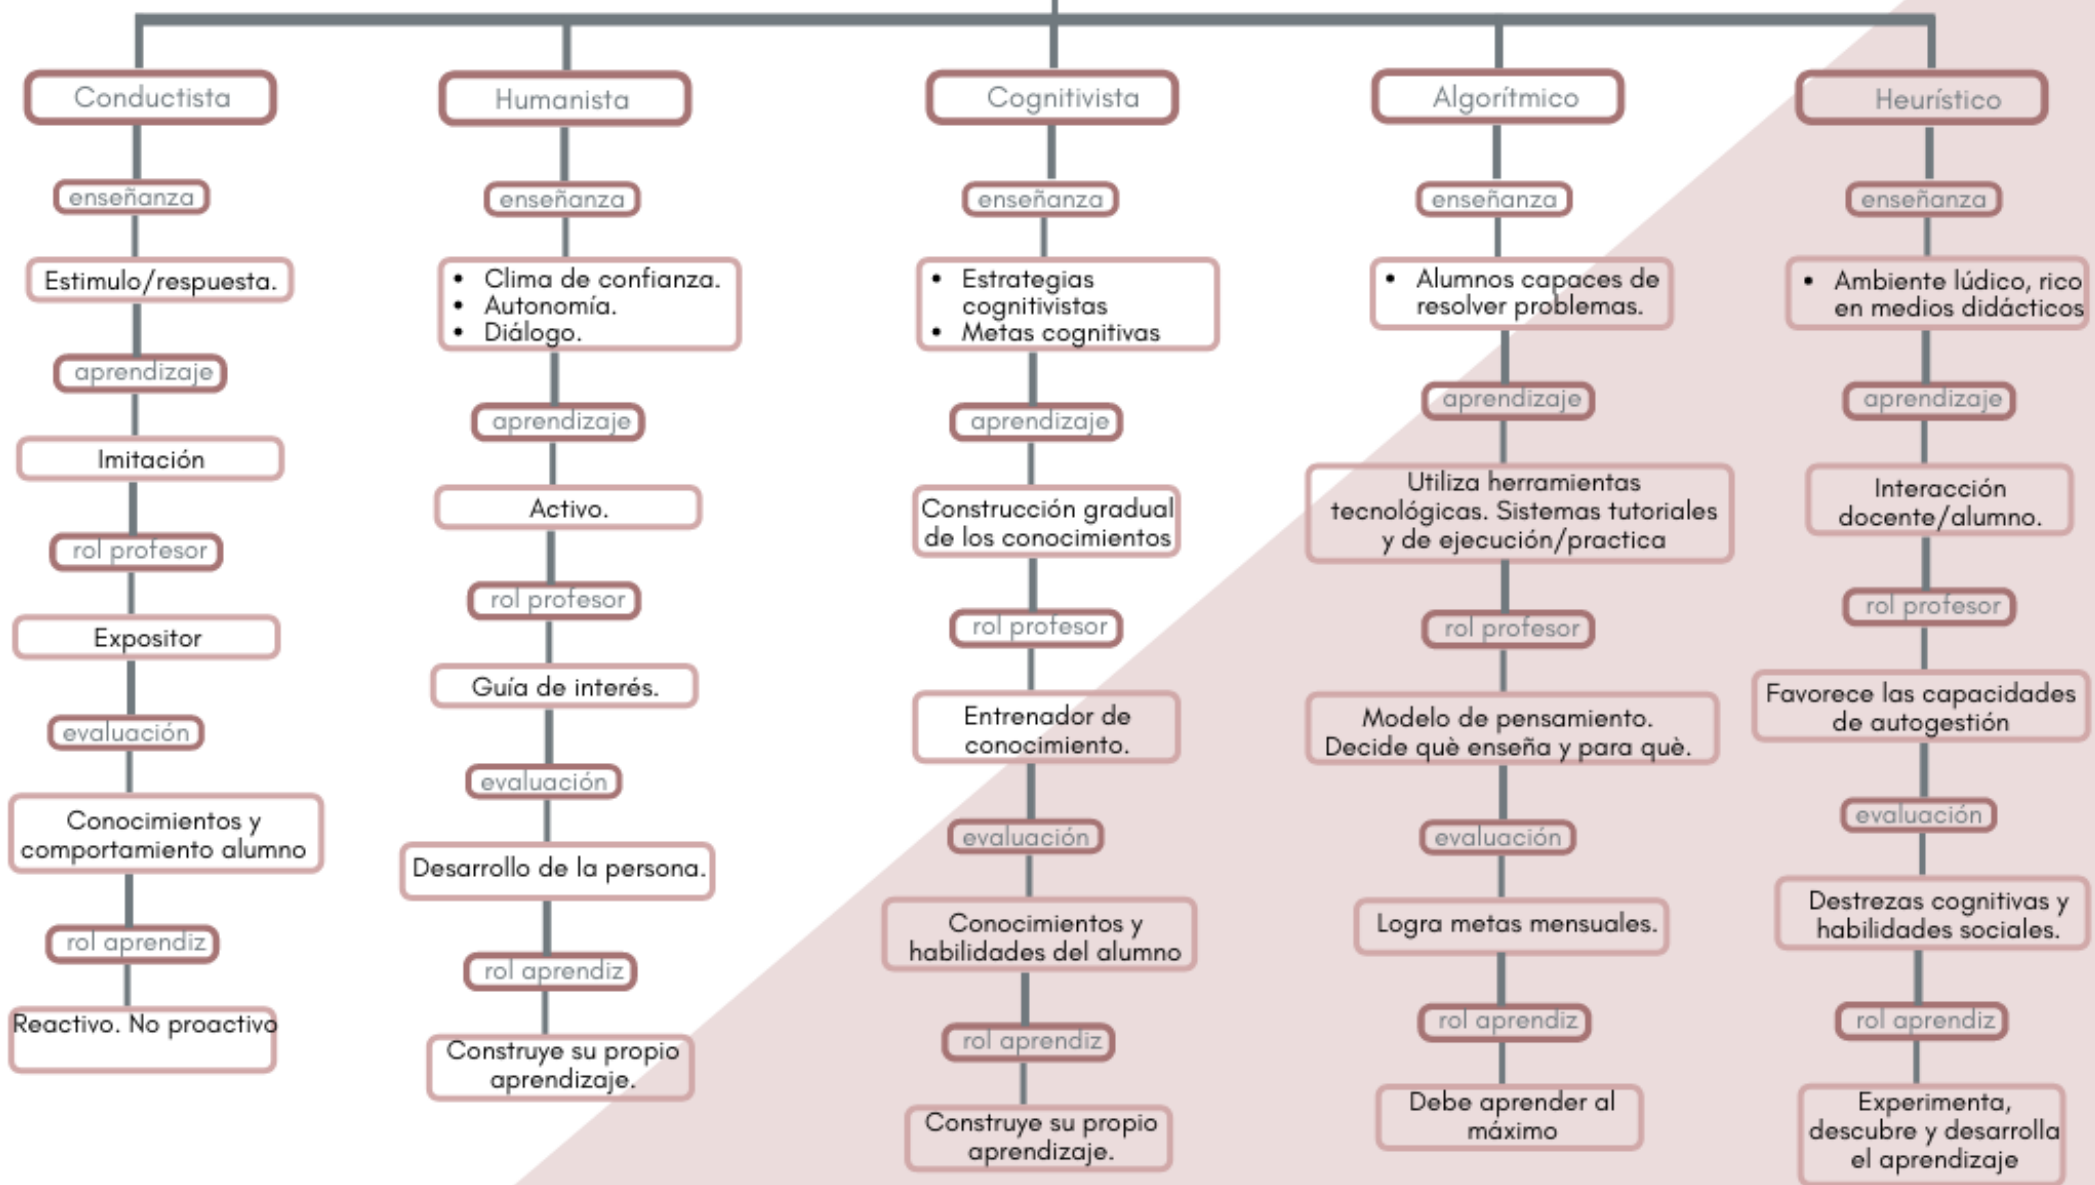 Conductista
enseñanza
Estimulo/respuesta.
aprendizaje
Imitación
rol profesor
Expositor
evaluación
Conocimientos y
comportamiento alumno
rol aprendiz
Reactivo. No proactivo
Humanista
enseñanza
• Clima de confianza.
• Autonomía.
• Diálogo.
aprendizaje
Activo.
rol profesor
Guía de interés.
evaluación
Desarrollo de la persona.
rol aprendiz
Construye su propio
aprendizaje.
Cognitivista
enseñanza
• Estrategias
cognitivistas
• Metas cognitivas
aprendizaje
Construcción gradual
de los conocimientos
rol profesor
Entrenador de
conocimiento.
evaluación
Conocimientos y
habilidades del alumno
rol aprendiz
Construye su propio
aprendizaje.
Algorítmico
enseñanza
• Alumnos capaces de
resolver problemas.
aprendizaje
Utiliza herramientas
tecnológicas. Sistemas tutoriales
y de ejecución/practica
rol profesor
Modelo de pensamiento.
Decide què enseña y para què.
evaluación
Logra metas mensuales.
rol aprendiz
Debe aprender al
máximo
Heurístico
enseñanza
• Ambiente lúdico, rico
en medios didácticos
aprendizaje
Interacción
docente/alumno.
rol profesor
Favorece las capacidades
de autogestión
evaluación
Destrezas cognitivas y
habilidades sociales.
rol aprendiz
Experimenta,
descubre y desarrolla
el aprendizaje